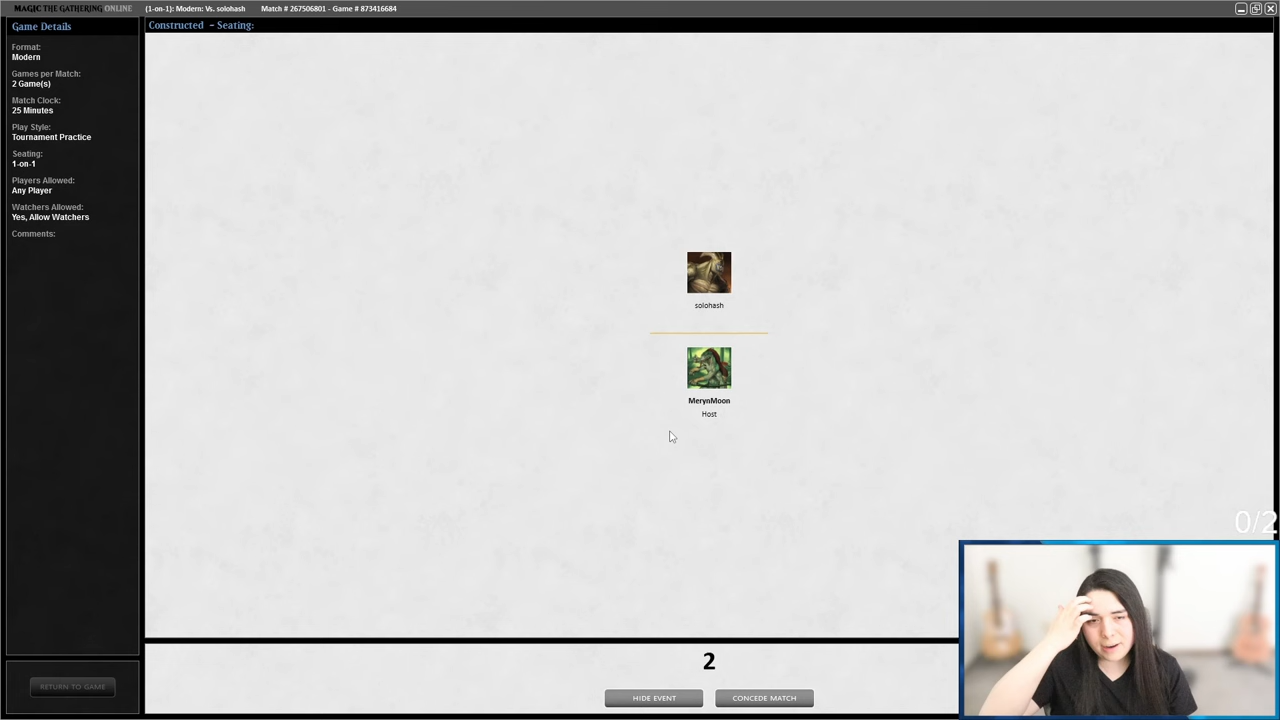 MAGIC THE GATHERING ONLINE
(1-on-1): Modern: Vs. solohash Match # 267506801 - Game # 873416684
Game Details
Constructed - Seating:
Format:
Modern
Games per Match:
2 Game(s)
Match Clock:
25 Minutes
Play Style:
Tournament Practice
Seating:
1-on-1
Players Allowed:
Any Player
Watchers Allowed:
Yes, Allow Watchers
Comments:
solohash
MerynMoon
Host
0/2
2
RETURN TO GAME
HIDE EVENT
CONCEDE MATCH